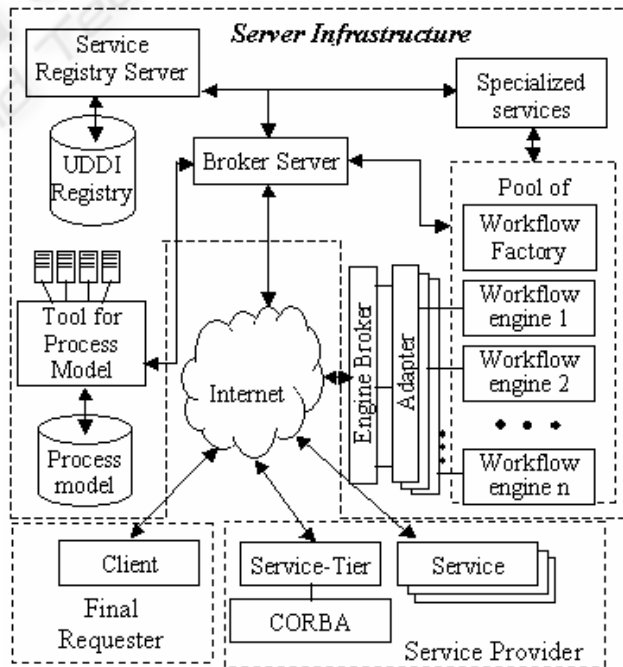 Server Infrastructure
Service
Registry Server
Specialized
services
UDDI
Registry
Broker Server
Pool of
Workflow
Factory
Tool for
Process
Model
Internet
Engine Broker
Adapter
Workflow
engine 1
Workflow
engine 2
• • •
Workflow
engine n
Process
model
Client
Final
Requester
Service-Tier
CORBA
Service
Service Provider